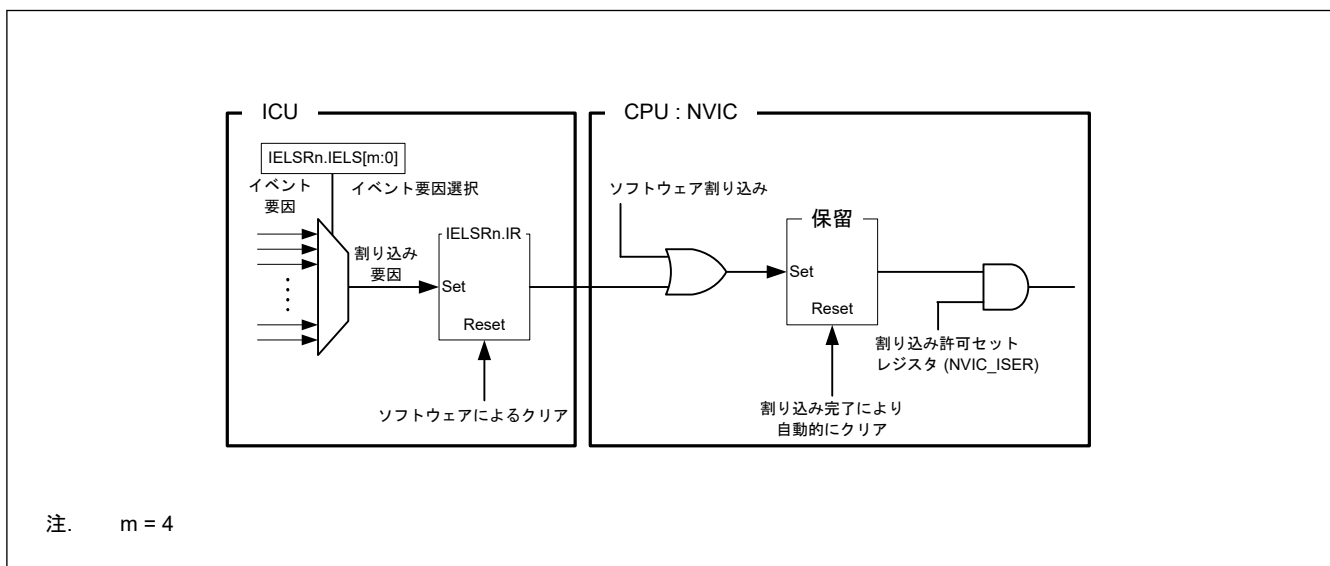 ICU
IELSRn.IELS[m:0]
イベント
要因
イベント要因選択
割り込み
要因
IELSRn.IR
Set
Reset
ソフトウェアによるクリア
CPU : NVIC
ソフトウェア割り込み
保留
Set
Reset
割り込み許可セット
レジスタ (NVIC_ISER)
割り込み完了により
自動的にクリア
注. m = 4